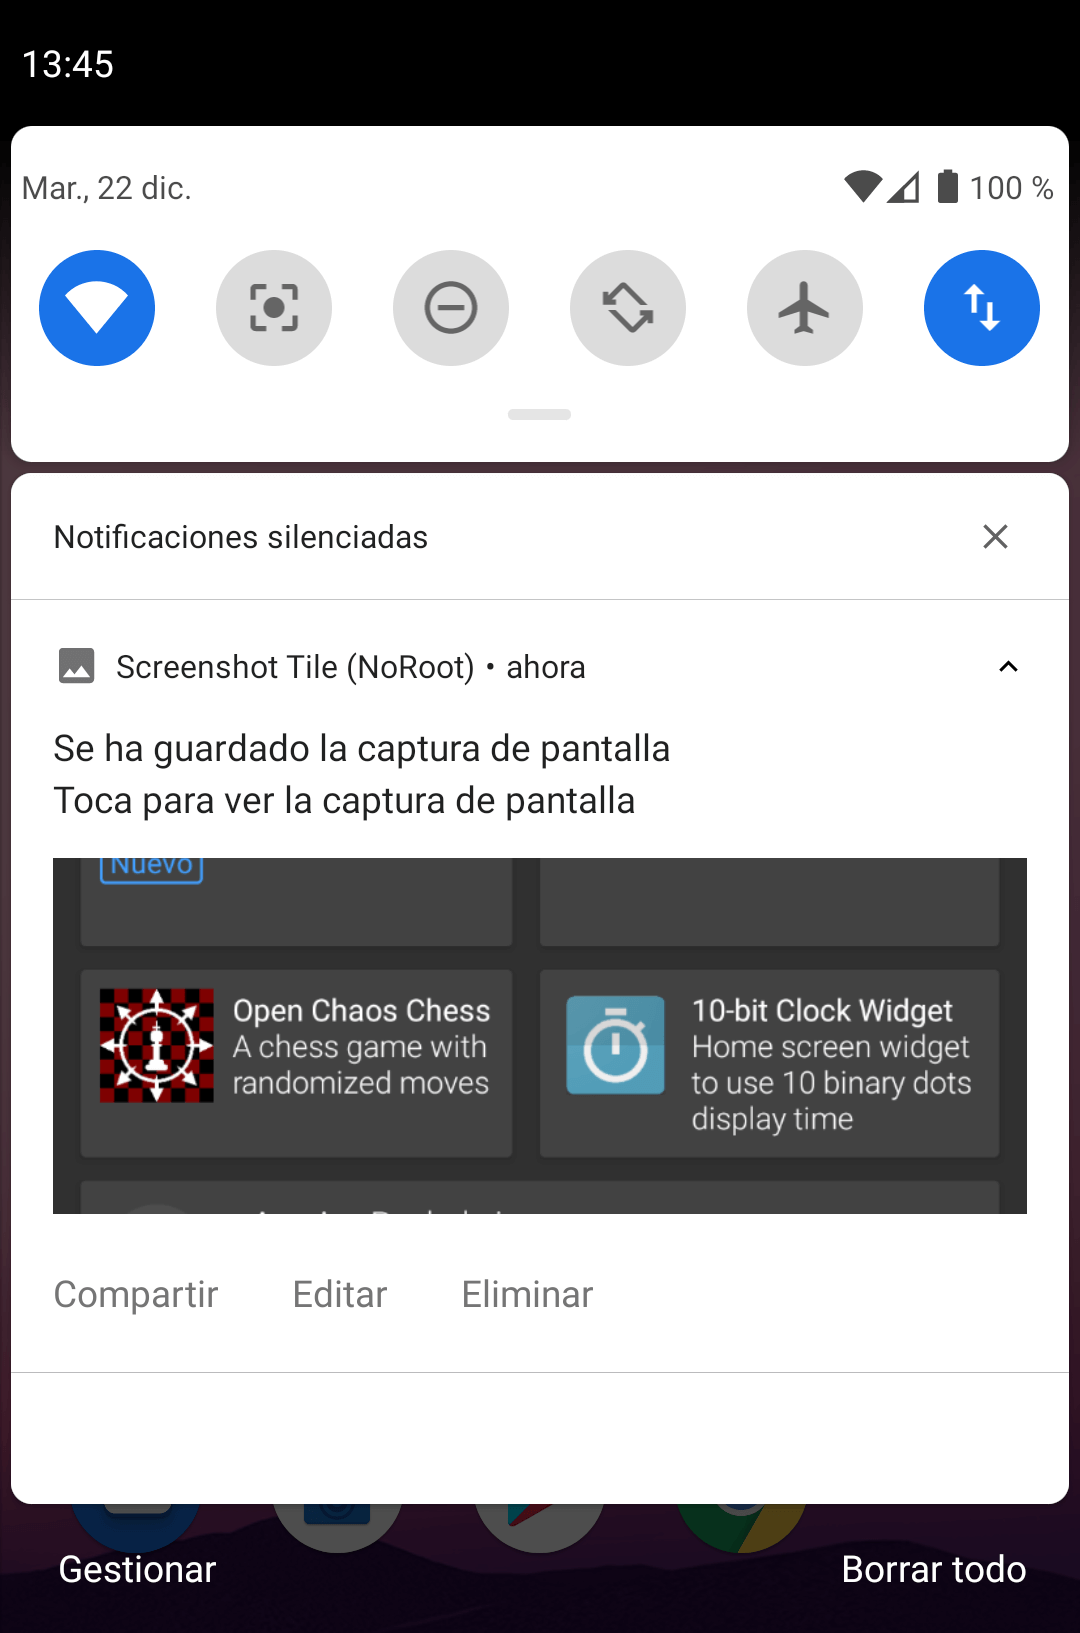 13:45
Mar., 22 dic.
100 %
Notificaciones silenciadas
Screenshot Tile (NoRoot) • ahora
Se ha guardado la captura de pantalla
Toca para ver la captura de pantalla
Nuevo
Open Chaos Chess
A chess game with
randomized moves
10-bit Clock Widget
Home screen widget
to use 10 binary dots
display time
Compartir
Editar
Eliminar
Gestionar
Borrar todo